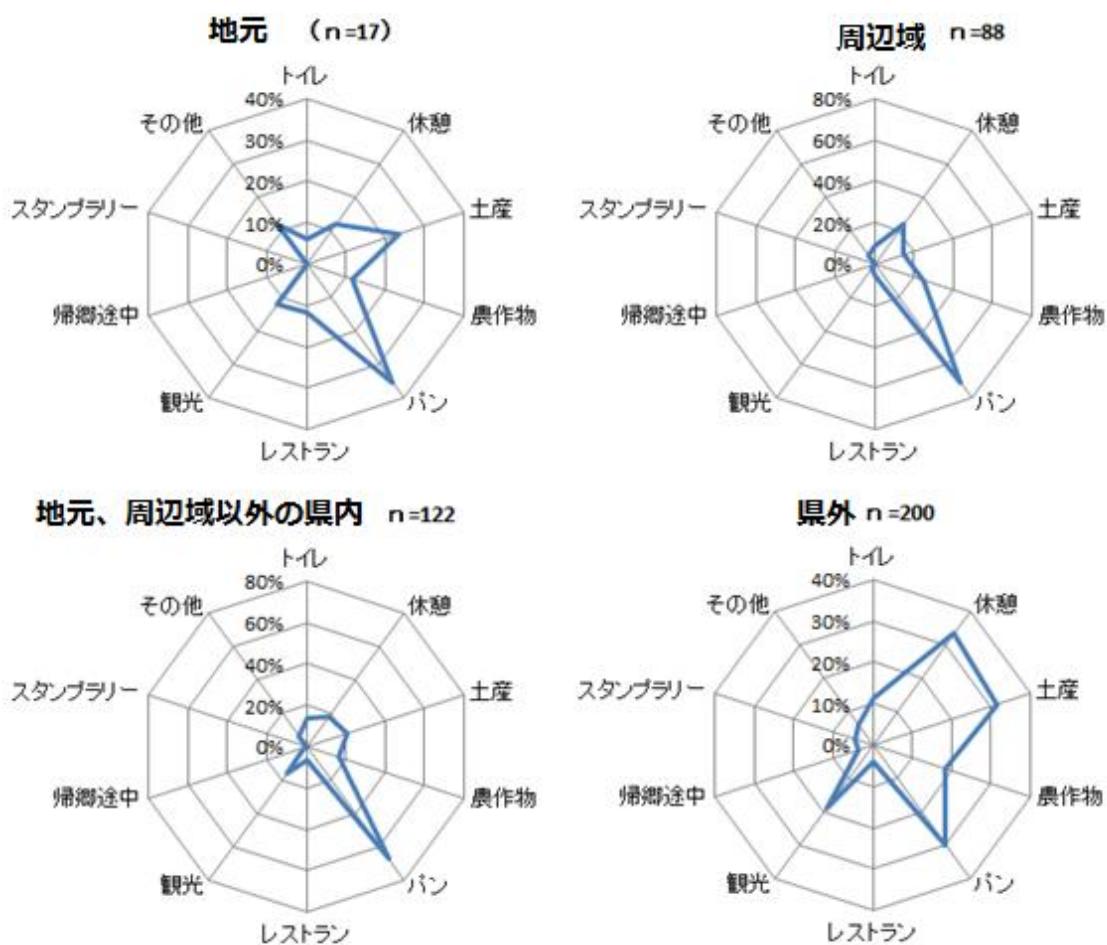 地元 （ｎ=17）
トイレ
40%
30%
20%
10%
0%
休憩
土産
農作物
パン
レストラン
観光
帰郷途中
スタンプラリー
その他
周辺域 ｎ=88
トイレ
80%
60%
40%
20%
0%
休憩
土産
農作物
パン
レストラン
観光
帰郷途中
スタンプラリー
その他
地元、周辺域以外の県内 ｎ=122
トイレ
80%
60%
40%
20%
0%
休憩
土産
農作物
パン
レストラン
観光
帰郷途中
スタンプラリー
その他
県外 ｎ=200
トイレ
40%
30%
20%
10%
0%
休憩
土産
農作物
パン
レストラン
観光
帰郷途中
スタンプラリー
その他